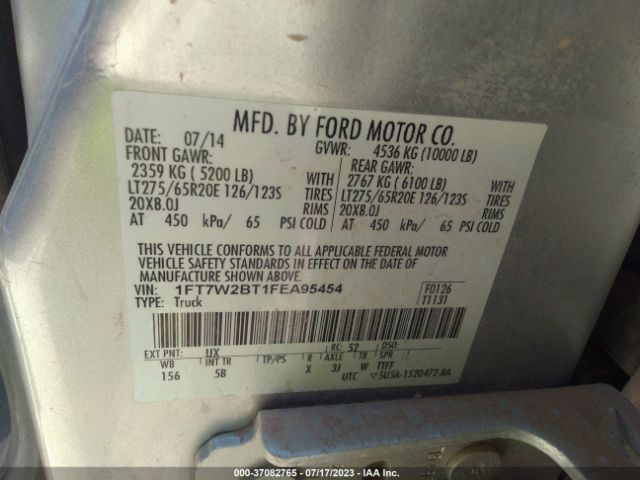 MFD. BY FORD MOTOR CO.
DATE: 07/14 GVWR: 4536 KG (10000 LB)
FRONT GAWR: REAR GAWR:
2359 KG ( 5200 LB) WITH 2767 KG ( 6100 LB) WITH
LT275/65R20E 126/123S TIRES LT275/65R20E 126/123S TIRES
20X8.0J RIMS 20X8.0J RIMS
AT 450 kPa/ 65 PSI COLD AT 450 kPa/ 65 PSI COLD
THIS VEHICLE CONFORMS TO ALL APPLICABLE FEDERAL MOTOR
VEHICLE SAFETY STANDARDS IN EFFECT ON THE DATE OF
MANUFACTURE SHOWN ABOVE.
VIN: 1FT7W2BT1FEA95454 F0126
TYPE: Truck T1131
EXT PNT: UX RC: 52 DSO:
WB INT TR TP/PS R AXLE TR SPR
156 5B X 3J W TTFF
UTC 5U5A-1520472-BA
000-37082765 - 07/17/2023 - IAA Inc.